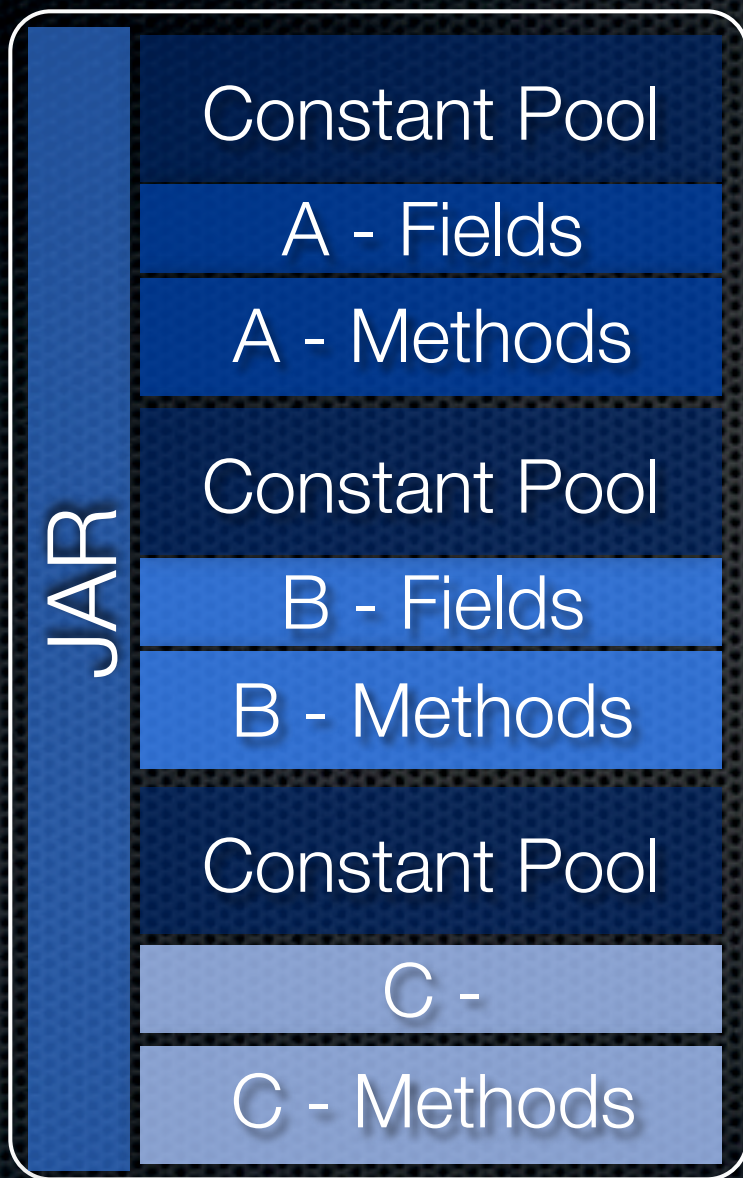 JAR
Constant Pool
A - Fields
A - Methods
Constant Pool
B - Fields
B - Methods
Constant Pool
C -
C - Methods